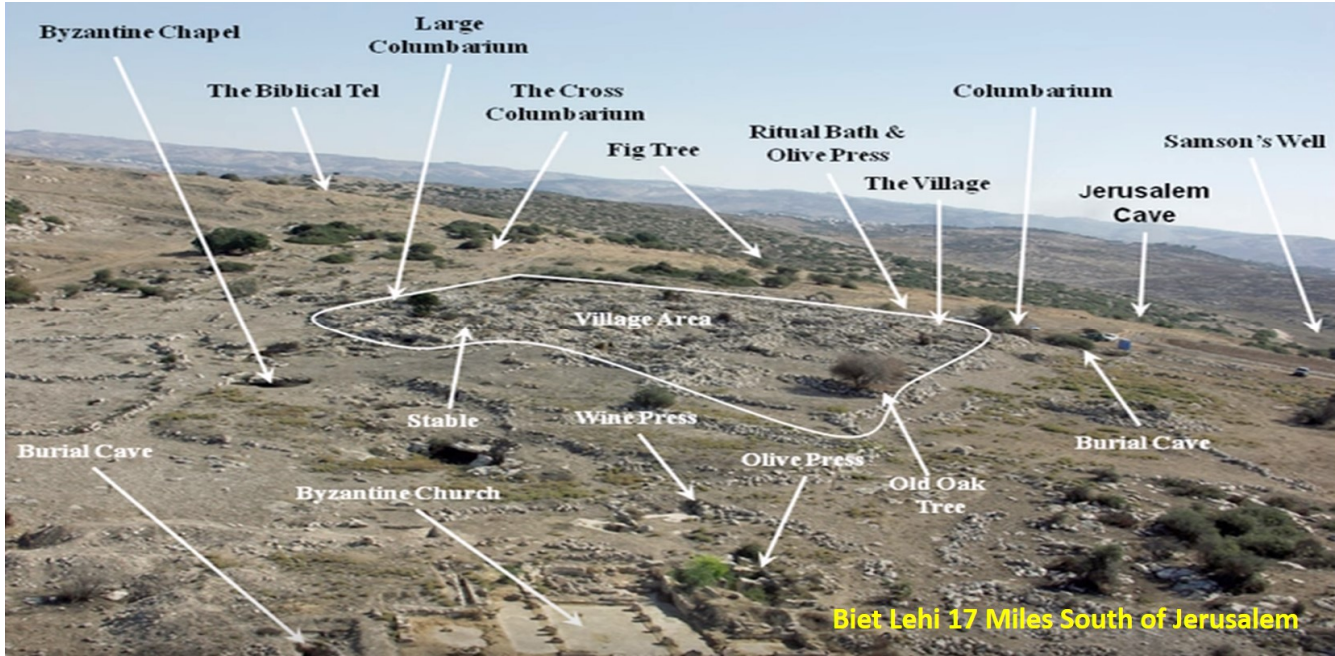 Byzantine Chapel
Large
Columbarium
The Biblical Tel
The Cross
Columbarium
Fig Tree
Ritual Bath &
Olive Press
The Village
Columbarium
Samson's Well
Jerusalem
Cave
Village Area
Stable
Wine Press
Burial Cave
Burial Cave
Olive Press
Byzantine Church
Old Oak
Tree
Biet Lehi 17 Miles South of Jerusalem